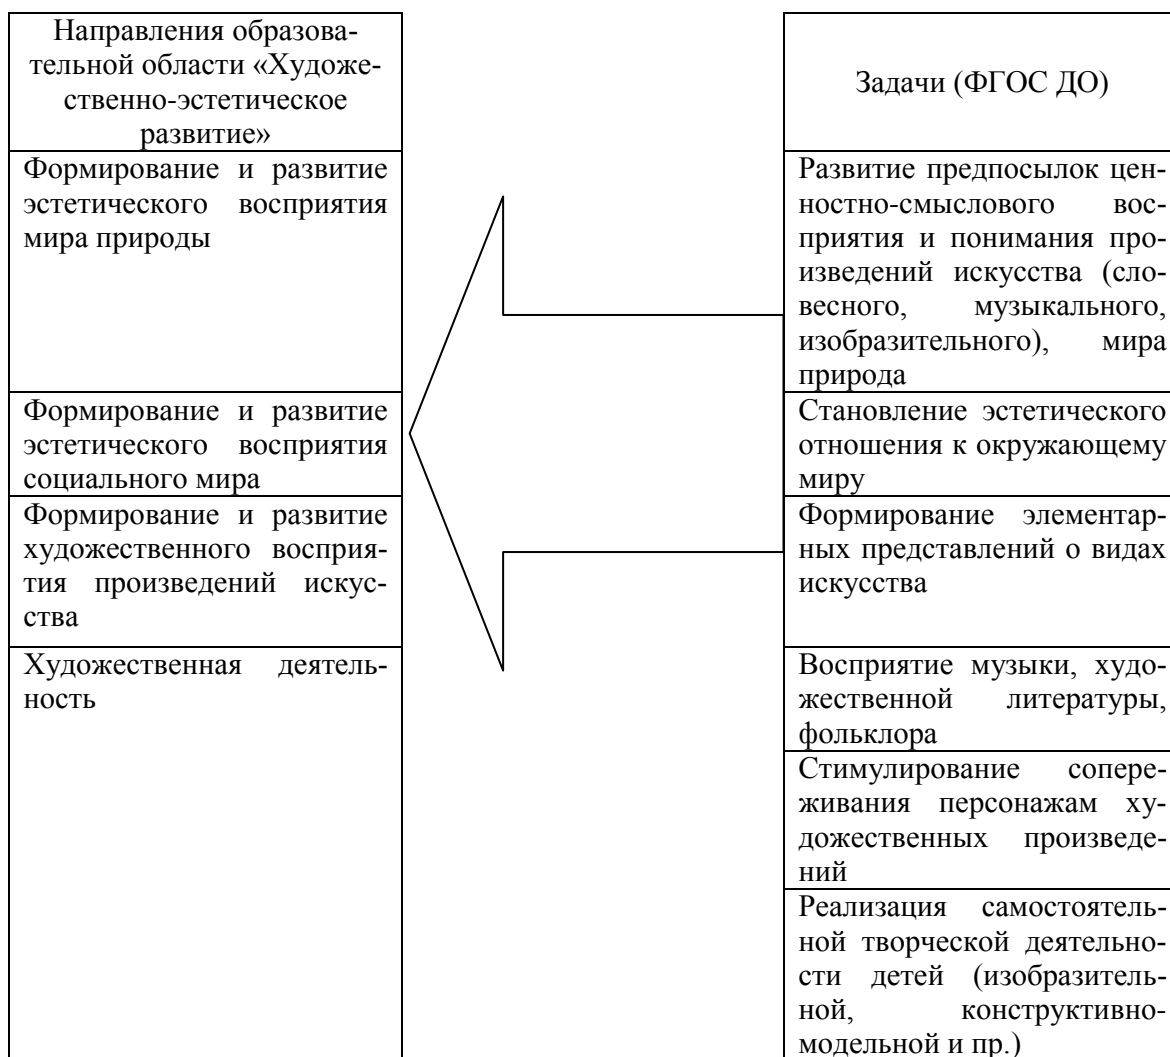 Направления образова-
тельной области «Художе-
ственно-эстетическое
развитие»
Формирование и развитие
эстетического восприятия
мира природы
Формирование и развитие
эстетического восприятия
социального мира
Формирование и развитие
художественного восприя-
тия произведений искус-
ства
Художественная деятель-
ность
Задачи (ФГОС ДО)
Развитие предпосылок цен-
ностно-смыслового вос-
приятия и понимания про-
изведений искусства (сло-
весного, музыкального,
изобразительного), мира
природа
Становление эстетического
отношения к окружающему
миру
Формирование элементар-
ных представлений о видах
искусства
Восприятие музыки, худо-
жественной литературы,
фольклора
Стимулирование сопере-
живания персонажам ху-
дожественных произведе-
ний
Реализация самостоятель-
ной творческой деятельно-
сти детей (изобразитель-
ной, конструктивно-
модельной и пр.)